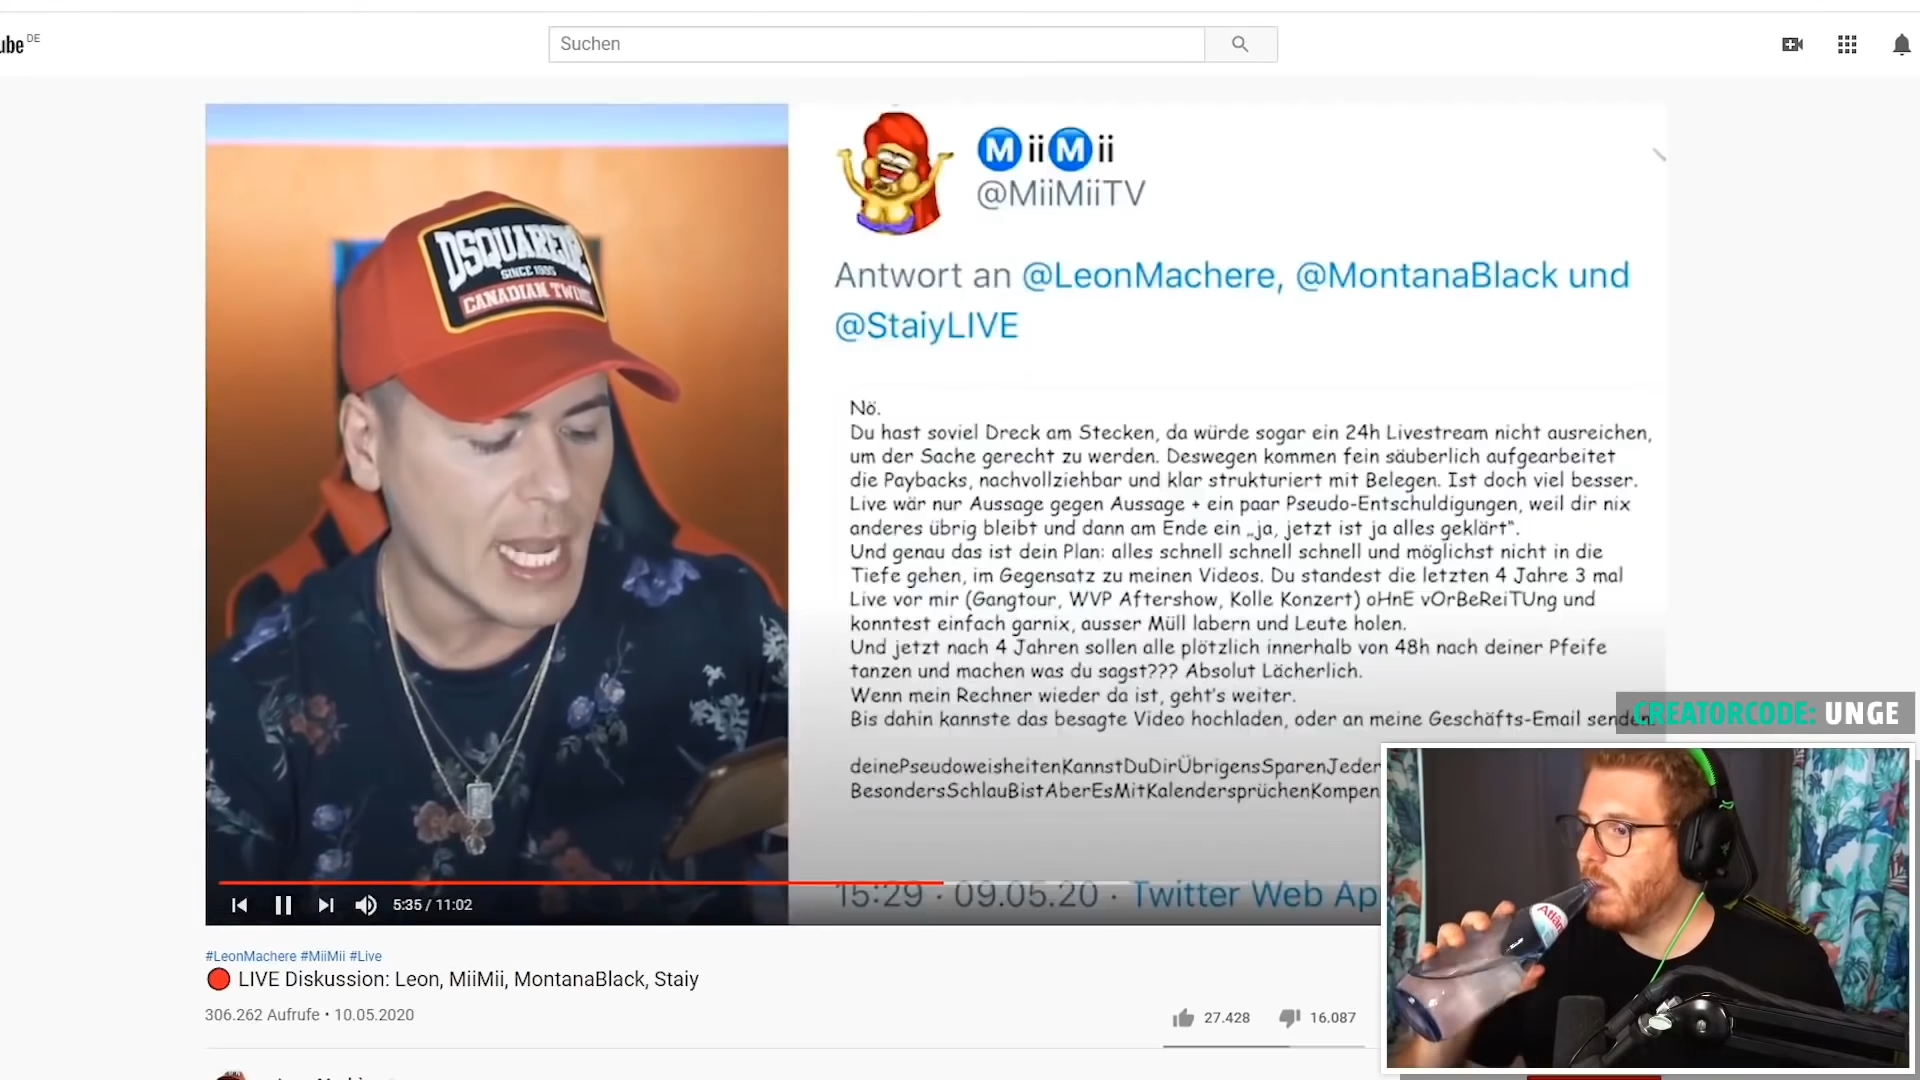 DE
Suchen
DSQUARED2
SINCE 1995
CANADIAN TWINS
MiiMii
@MiiMiiTV
Antwort an @LeonMachere, @MontanaBlack und
@StaiyLIVE
Nö.
Du hast soviel Dreck am Stecken, da würde sogar ein 24h Livestream nicht ausreichen,
um der Sache gerecht zu werden. Deswegen kommen fein säuberlich aufgearbeitet
die Paybacks, nachvollziehbar und klar strukturiert mit Belegen. Ist doch viel besser.
Live wär nur Aussage gegen Aussage + ein paar Pseudo-Entschuldigungen, weil dir nix
anderes übrig bleibt und dann am Ende ein „ja, jetzt ist ja alles geklärt“.
Und genau das ist dein Plan: alles schnell schnell schnell und möglichst nicht in die
Tiefe gehen, im Gegensatz zu meinen Videos. Du standest die letzten 4 Jahre 3 mal
Live vor mir (Gangtour, WVP Aftershow, Kolle Konzert) oHnE vOrBeReiTUng und
konntest einfach garnix, ausser Müll labern und Leute holen.
Und jetzt nach 4 Jahren sollen alle plötzlich innerhalb von 48h nach deiner Pfeife
tanzen und machen was du sagst??? Absolut Lächerlich.
Wenn mein Rechner wieder da ist, geht's weiter.
Bis dahin kannste das besagte Video hochladen, oder an meine Geschäfts-Email senden.
deinePseudoweisheitenKannstDuDirÜbrigensSparenJeder
BesondersSchlauBistAberEsMitKalendersprüchenKompen
15:29 · 09.05.20 · Twitter Web Ap
CREATORCODE: UNGE
5:35 / 11:02
#LeonMachere #MiiMii #Live
LIVE Diskussion: Leon, MiiMii, MontanaBlack, Staiy
306.262 Aufrufe • 10.05.2020
27.428
16.087